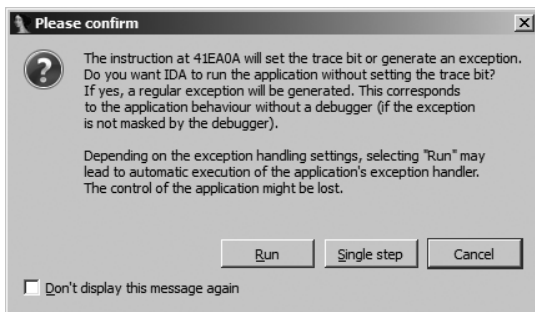 Please confirm
The instruction at 41EA0A will set the trace bit or generate an exception.
Do you want IDA to run the application without setting the trace bit?
If yes, a regular exception will be generated. This corresponds
to the application behaviour without a debugger (if the exception
is not masked by the debugger).
Depending on the exception handling settings, selecting "Run" may
lead to automatic execution of the application's exception handler.
The control of the application might be lost.
Run Single step Cancel
Don't display this message again